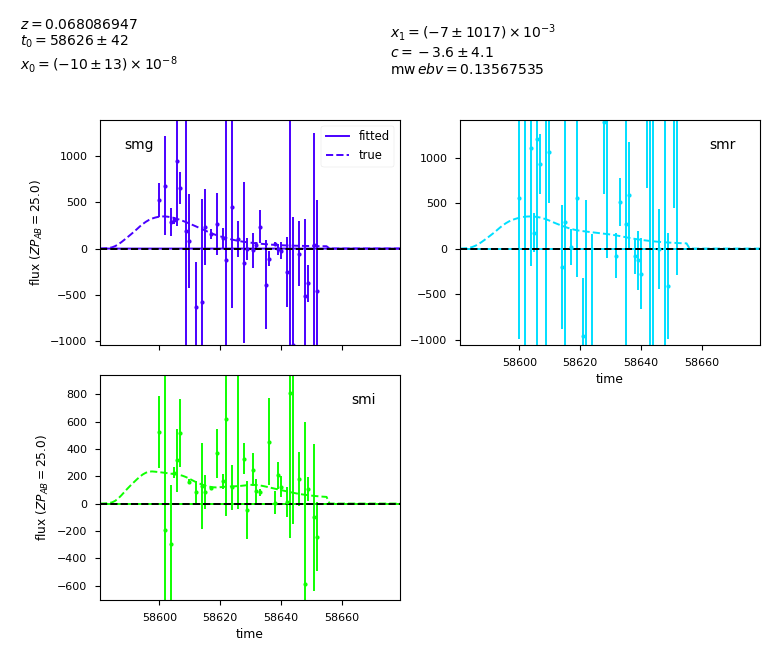 z = 0.068086947
t₀ = 58626 ± 42
x₀ = (−10 ± 13) × 10⁻⁸
x₁ = (−7 ± 1017) × 10⁻³
c = −3.6 ± 4.1
mw ebv = 0.13567535
smg
fitted
true
1000
500
0
−500
−1000
flux (ZP_AB = 25.0)
smr
1000
500
0
−500
−1000
58600 58620 58640 58660
time
smi
800
600
400
200
0
−200
−400
−600
flux (ZP_AB = 25.0)
58600 58620 58640 58660
time